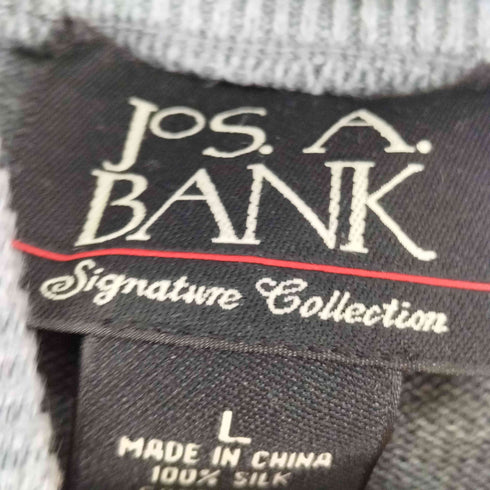 JOS. A.
BANK
Signature Collection
L
MADE IN CHINA
100% SILK